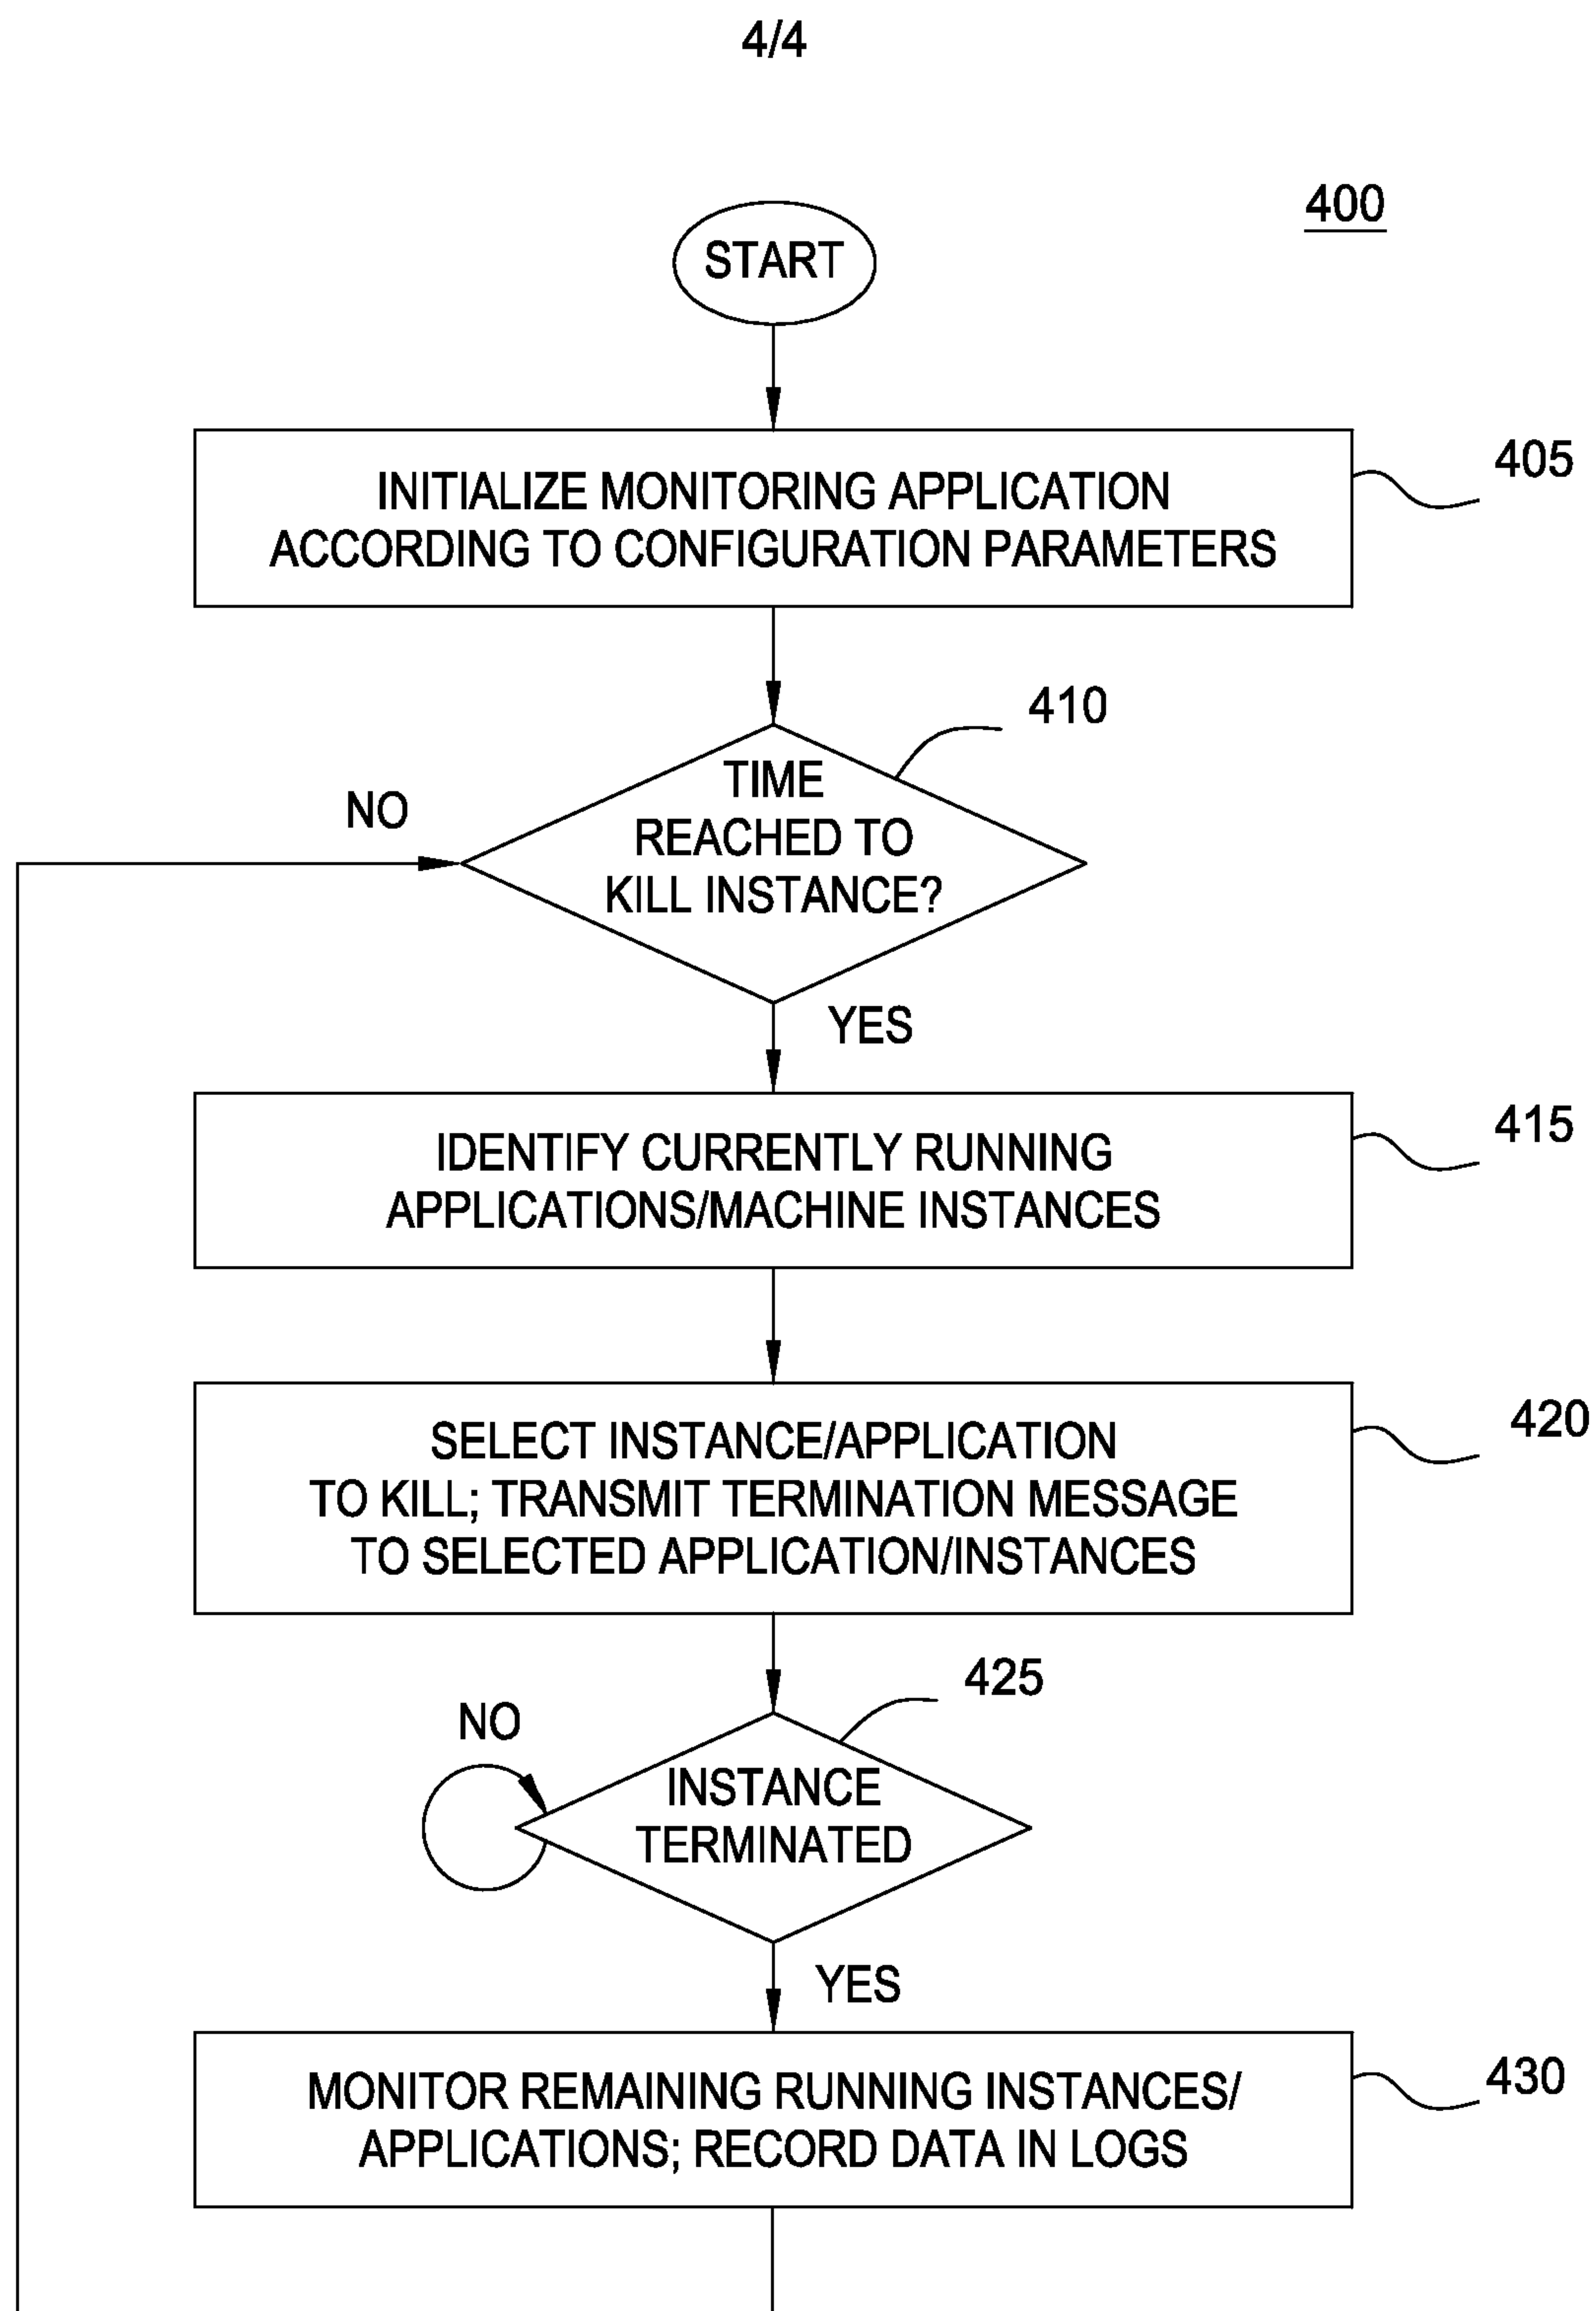 4/4
400
START
INITIALIZE MONITORING APPLICATION
ACCORDING TO CONFIGURATION PARAMETERS
405
410
TIME
REACHED TO
KILL INSTANCE?
NO
YES
IDENTIFY CURRENTLY RUNNING
APPLICATIONS/MACHINE INSTANCES
415
SELECT INSTANCE/APPLICATION
TO KILL; TRANSMIT TERMINATION MESSAGE
TO SELECTED APPLICATION/INSTANCES
420
425
NO
INSTANCE
TERMINATED
YES
MONITOR REMAINING RUNNING INSTANCES/
APPLICATIONS; RECORD DATA IN LOGS
430